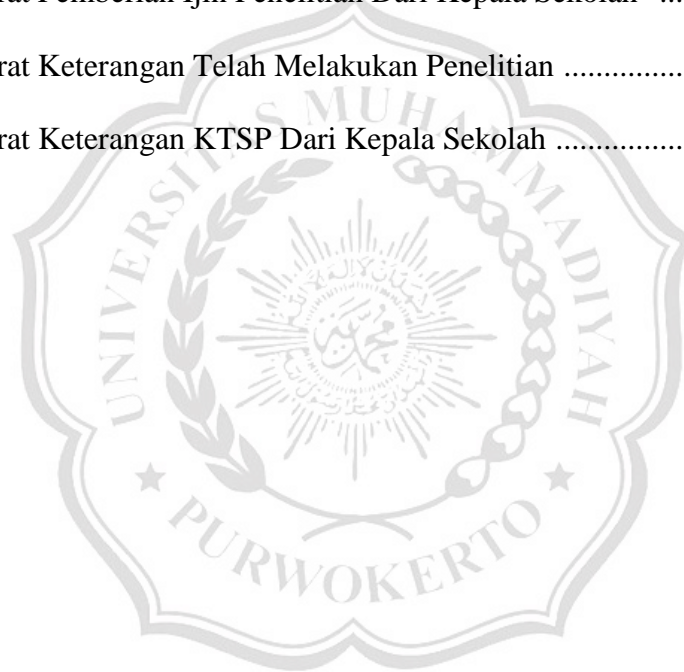 rat Pemberian Ijin Penelitian Dari Kepala Sekolah ...
rat Keterangan Telah Melakukan Penelitian ................
rat Keterangan KTSP Dari Kepala Sekolah .................
UNIVERSITAS MUHAMMADIYAH
PURWOKERTO